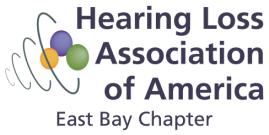 Hearing Loss
Association
of America
East Bay Chapter